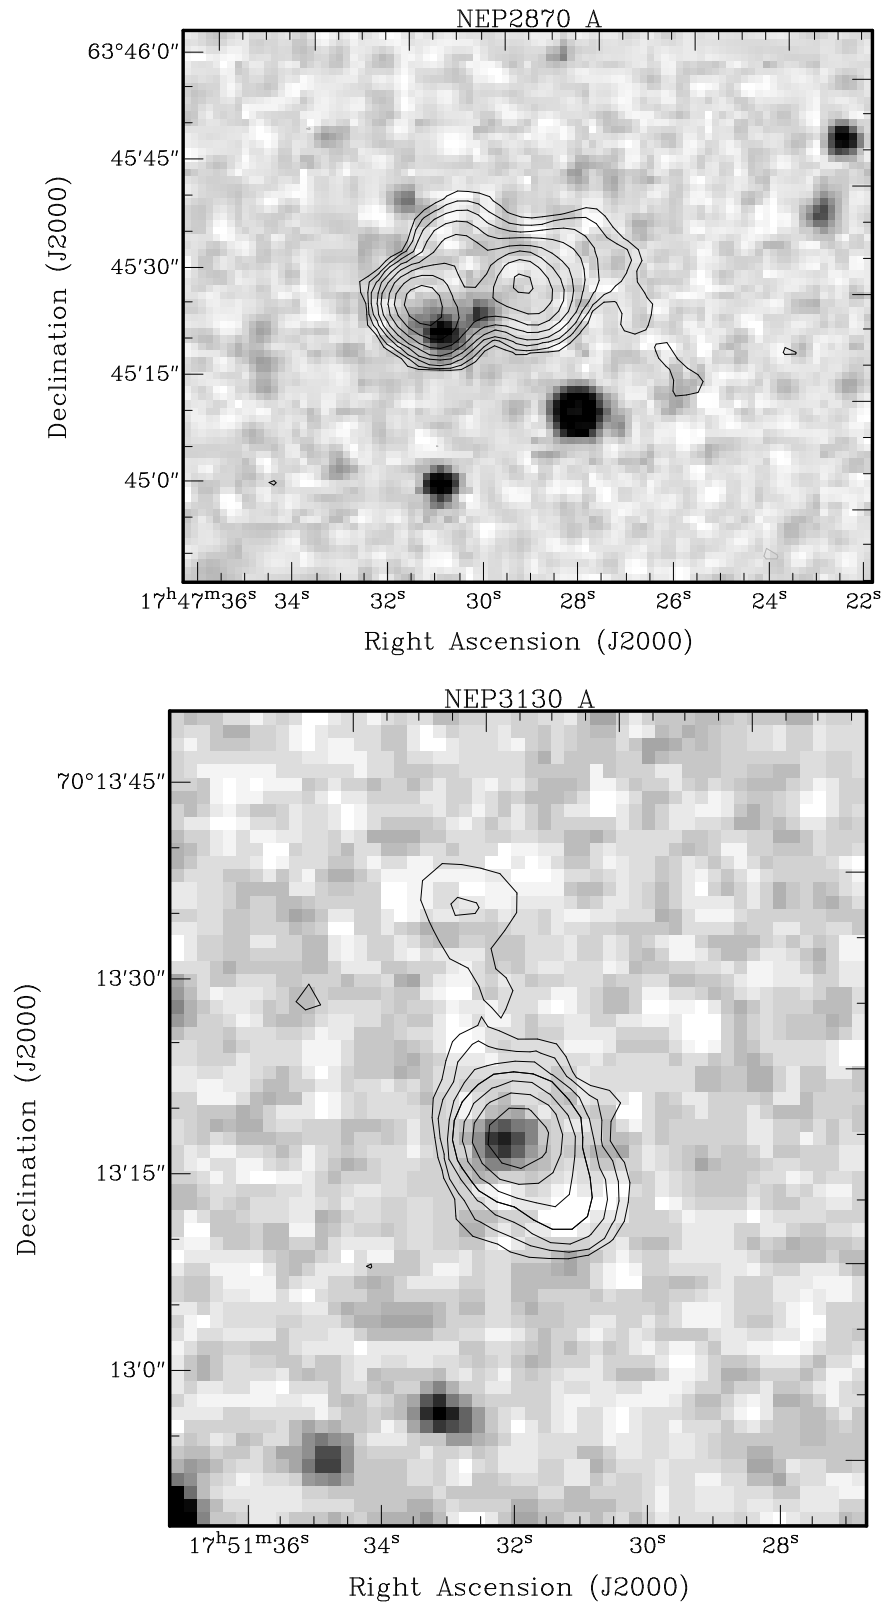 NEP2870 A
63°46′0″
45′45″
45′30″
45′15″
45′0″
Declination (J2000)
17ʰ47ᵐ36ˢ 34ˢ 32ˢ 30ˢ 28ˢ 26ˢ 24ˢ 22ˢ
Right Ascension (J2000)
NEP3130 A
70°13′45″
13′30″
13′15″
13′0″
Declination (J2000)
17ʰ51ᵐ36ˢ 34ˢ 32ˢ 30ˢ 28ˢ
Right Ascension (J2000)